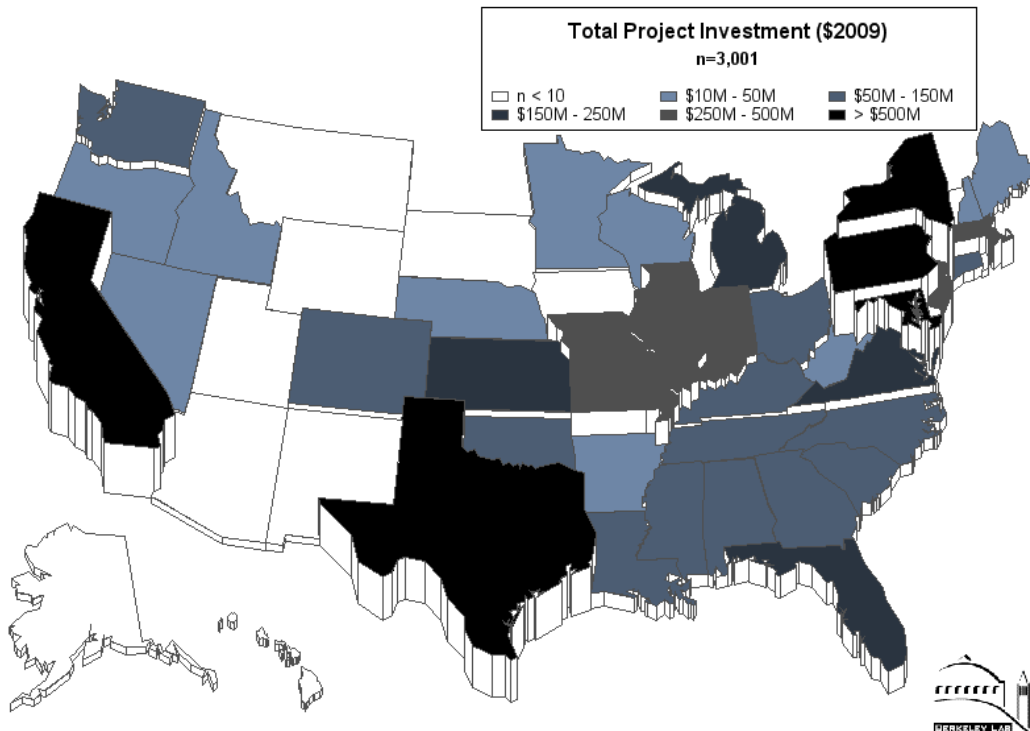 Total Project Investment ($2009)
n=3,001
n < 10 $10M - 50M $50M - 150M
$150M - 250M $250M - 500M > $500M
BERKELEY LAB